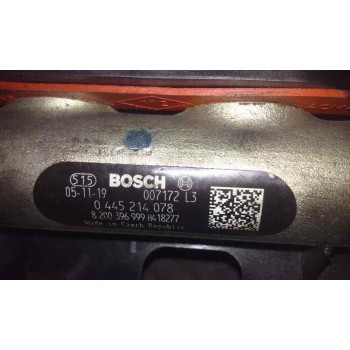 515 BOSCH
05-11-19 007172 L3
0 445 214 078
8 200 396 999 H418277
Made in Czech Republic